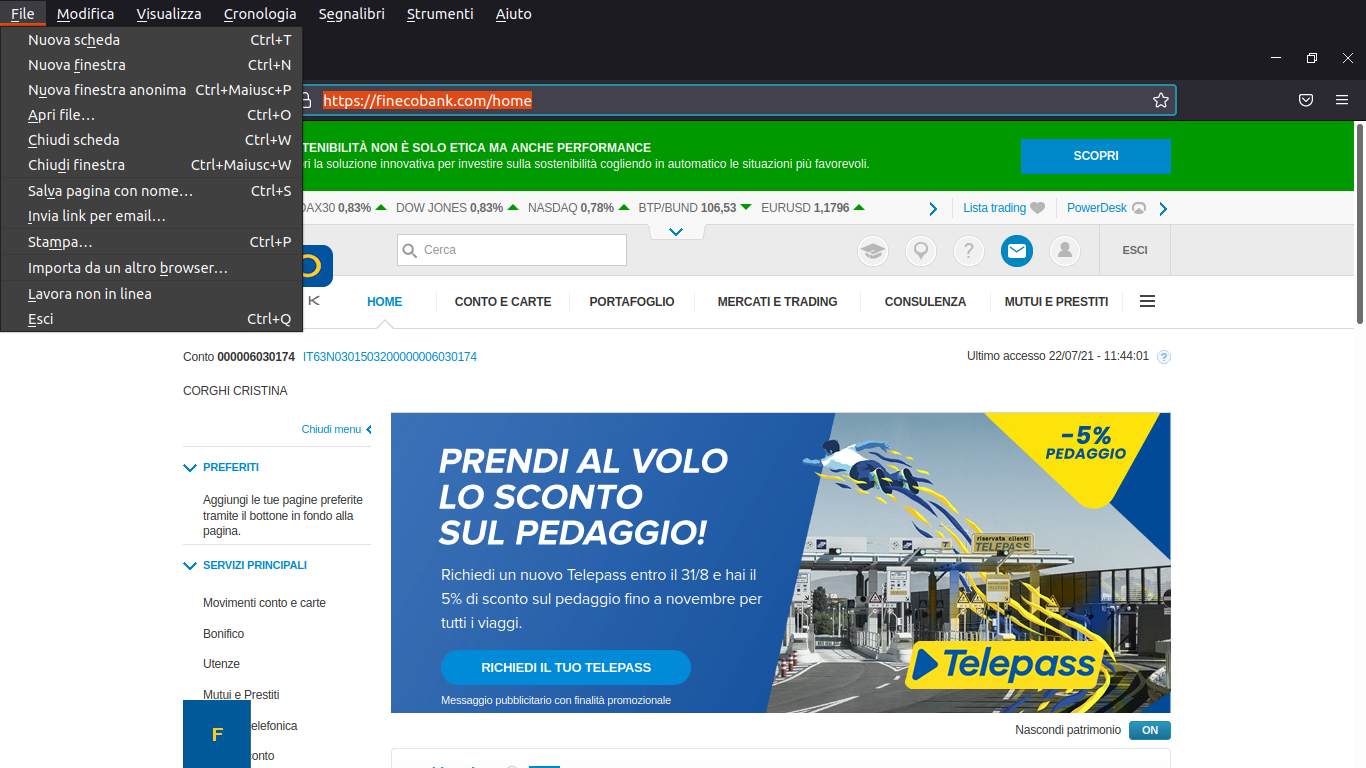 File Modifica Visualizza Cronologia Segnalibri Strumenti Aiuto
Nuova scheda Ctrl+T
Nuova finestra Ctrl+N
Nuova finestra anonima Ctrl+Maiusc+P
Apri file… Ctrl+O
Chiudi scheda Ctrl+W
Chiudi finestra Ctrl+Maiusc+W
Salva pagina con nome… Ctrl+S
Invia link per email…
Stampa… Ctrl+P
Importa da un altro browser…
Lavora non in linea
Esci Ctrl+Q
https://finecobank.com/home
TENIBILITÀ NON È SOLO ETICA MA ANCHE PERFORMANCE
ri la soluzione innovativa per investire sulla sostenibilità cogliendo in automatico le situazioni più favorevoli.
SCOPRI
DAX30 0,83% DOW JONES 0,83% NASDAQ 0,78% BTP/BUND 106,53 EURUSD 1,1796
Lista trading PowerDesk
O
Cerca
?
ESCI
HOME CONTO E CARTE PORTAFOGLIO MERCATI E TRADING CONSULENZA MUTUI E PRESTITI
Conto 000006030174 IT63N0301503200000006030174
Ultimo accesso 22/07/21 - 11:44:01 ?
CORGHI CRISTINA
Chiudi menu
PREFERITI
Aggiungi le tue pagine preferite
tramite il bottone in fondo alla
pagina.
SERVIZI PRINCIPALI
Movimenti conto e carte
Bonifico
Utenze
Mutui e Prestiti
elefonica
onto
F
PRENDI AL VOLO
LO SCONTO
SUL PEDAGGIO!
Richiedi un nuovo Telepass entro il 31/8 e hai il
5% di sconto sul pedaggio fino a novembre per
tutti i viaggi.
RICHIEDI IL TUO TELEPASS
Messaggio pubblicitario con finalità promozionale
-5%
PEDAGGIO
riservata clienti
TELEPASS
T
Telepass
Nascondi patrimonio ON